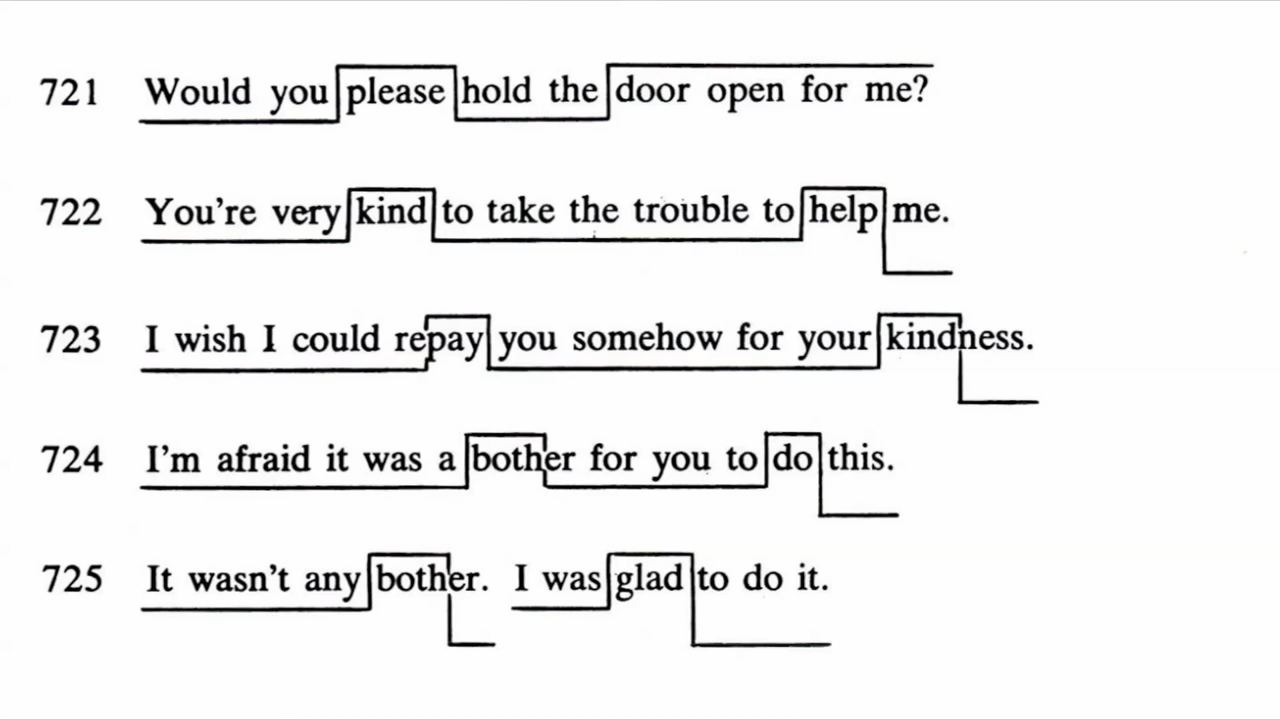 721 Would you please hold the door open for me?
722 You're very kind to take the trouble to help me.
723 I wish I could repay you somehow for your kindness.
724 I'm afraid it was a bother for you to do this.
725 It wasn't any bother. I was glad to do it.